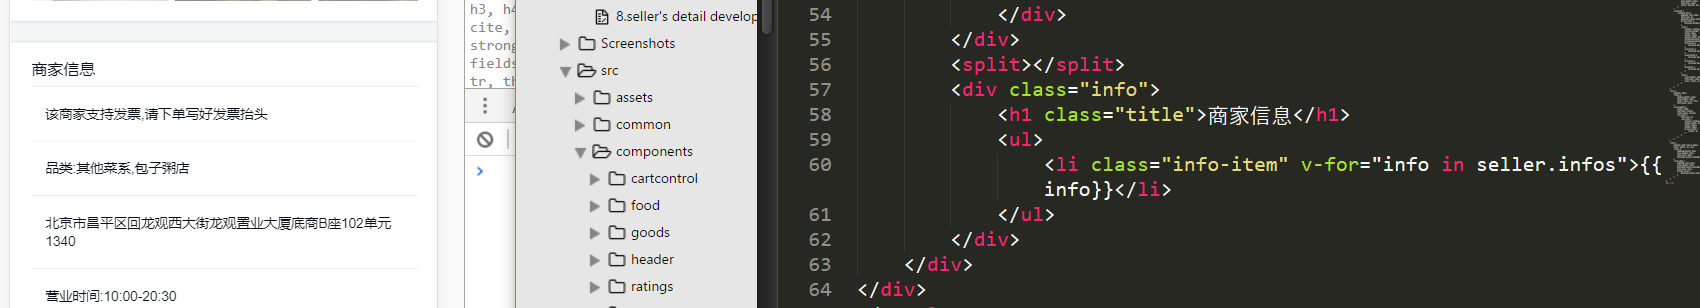 商家信息
该商家支持发票,请下单写好发票抬头
品类:其他菜系,包子粥店
北京市昌平区回龙观西大街龙观置业大厦底商B座102单元
1340
营业时间:10:00-20:30
h3, h4
cite,
strong
fields
tr, th
8.seller's detail develop
Screenshots
src
assets
common
components
cartcontrol
food
goods
header
ratings
54 </div>
55 </div>
56 <split></split>
57 <div class="info">
58 <h1 class="title">商家信息</h1>
59 <ul>
60 <li class="info-item" v-for="info in seller.infos">{{
info}}</li>
61 </ul>
62 </div>
63 </div>
64 </div>